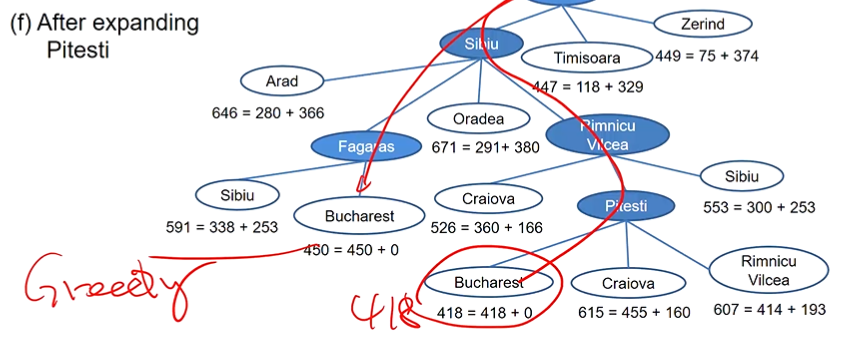 (f) After expanding
Pitesti
Zerind
449 = 75 + 374
Sibiu
Timisoara
447 = 118 + 329
Arad
646 = 280 + 366
Oradea
671 = 291+ 380
Rimnicu
Vilcea
Fagaras
Sibiu
591 = 338 + 253
Bucharest
450 = 450 + 0
Craiova
526 = 360 + 166
Pitesti
Sibiu
553 = 300 + 253
Greedy
418
Bucharest
418 = 418 + 0
Craiova
615 = 455 + 160
Rimnicu
Vilcea
607 = 414 + 193